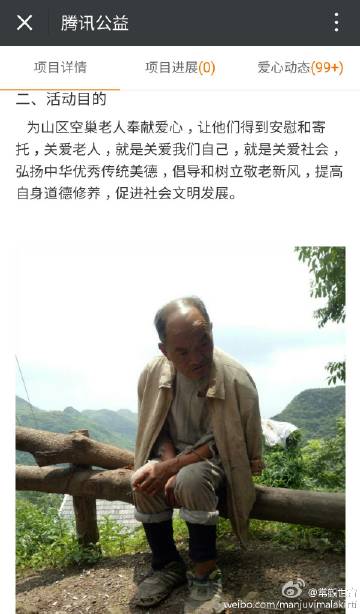 腾讯公益
项目详情 项目进展(0) 爱心动态(99+)
二、活动目的
为山区空巢老人奉献爱心，让他们得到安慰和寄
托，关爱老人，就是关爱我们自己，就是关爱社会，
弘扬中华优秀传统美德，倡导和树立敬老新风，提高
自身道德修养，促进社会文明发展。
weibo.com/manjuvimalakirti